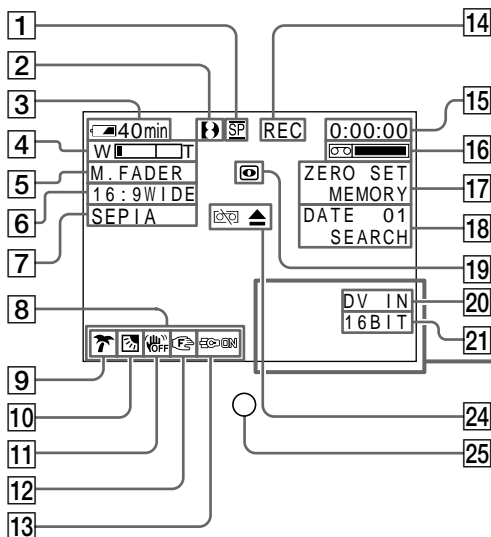 1
2
3
4
5
6
7
8
9
10
11
12
13
14
15
16
17
18
19
20
21
24
25
40min
SP
REC
0:00:00
W T
M.FADER
16:9WIDE
SEPIA
ZERO SET
MEMORY
DATE 01
SEARCH
DV IN
16BIT
OFF
F
ON